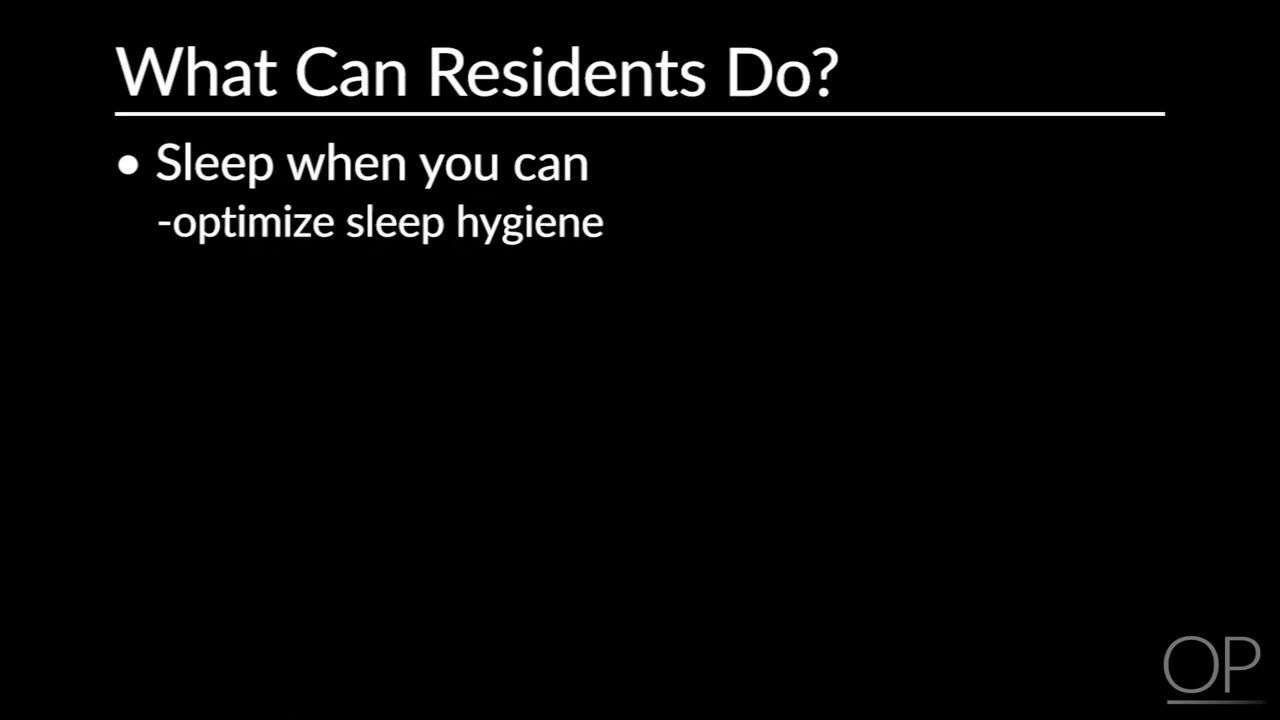 What Can Residents Do?
• Sleep when you can
-optimize sleep hygiene
OP